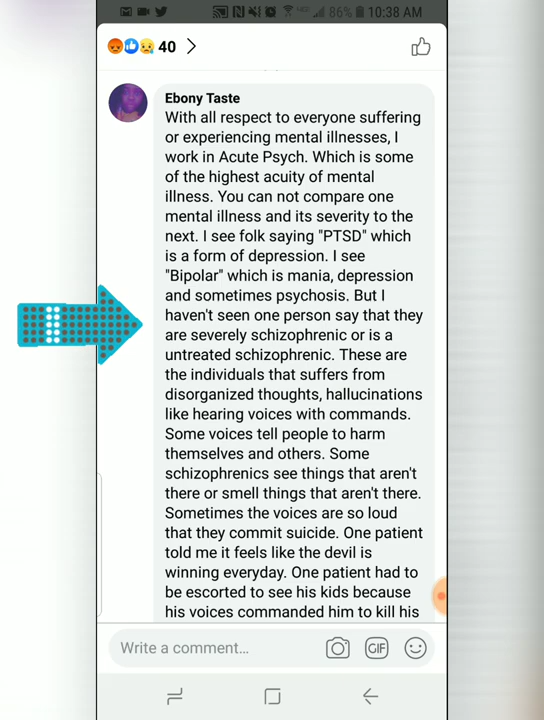 86% 10:38 AM
40
Ebony Taste
With all respect to everyone suffering
or experiencing mental illnesses, I
work in Acute Psych. Which is some
of the highest acuity of mental
illness. You can not compare one
mental illness and its severity to the
next. I see folk saying "PTSD" which
is a form of depression. I see
"Bipolar" which is mania, depression
and sometimes psychosis. But I
haven't seen one person say that they
are severely schizophrenic or is a
untreated schizophrenic. These are
the individuals that suffers from
disorganized thoughts, hallucinations
like hearing voices with commands.
Some voices tell people to harm
themselves and others. Some
schizophrenics see things that aren't
there or smell things that aren't there.
Sometimes the voices are so loud
that they commit suicide. One patient
told me it feels like the devil is
winning everyday. One patient had to
be escorted to see his kids because
his voices commanded him to kill his
Write a comment...
GIF